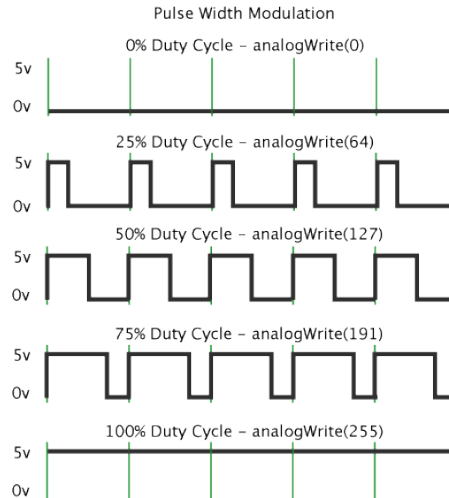 Pulse Width Modulation
0% Duty Cycle – analogWrite(0)
5v
0v
25% Duty Cycle – analogWrite(64)
5v
0v
50% Duty Cycle – analogWrite(127)
5v
0v
75% Duty Cycle – analogWrite(191)
5v
0v
100% Duty Cycle – analogWrite(255)
5v
0v